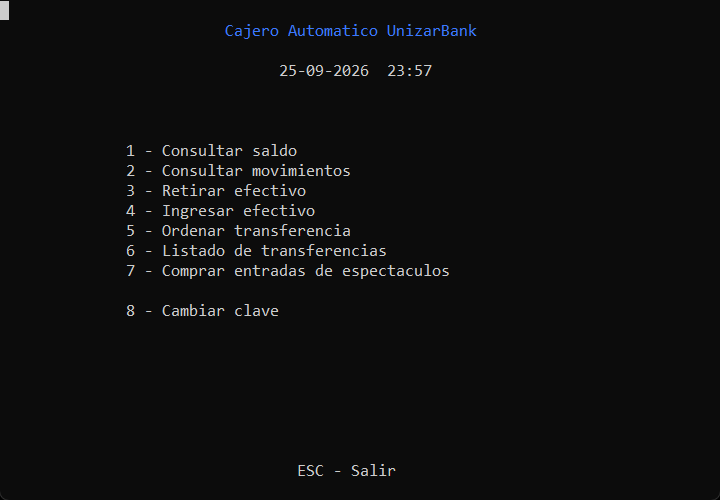 Cajero Automatico UnizarBank
25-09-2026  23:57
1 - Consultar saldo
2 - Consultar movimientos
3 - Retirar efectivo
4 - Ingresar efectivo
5 - Ordenar transferencia
6 - Listado de transferencias
7 - Comprar entradas de espectaculos
8 - Cambiar clave
ESC - Salir